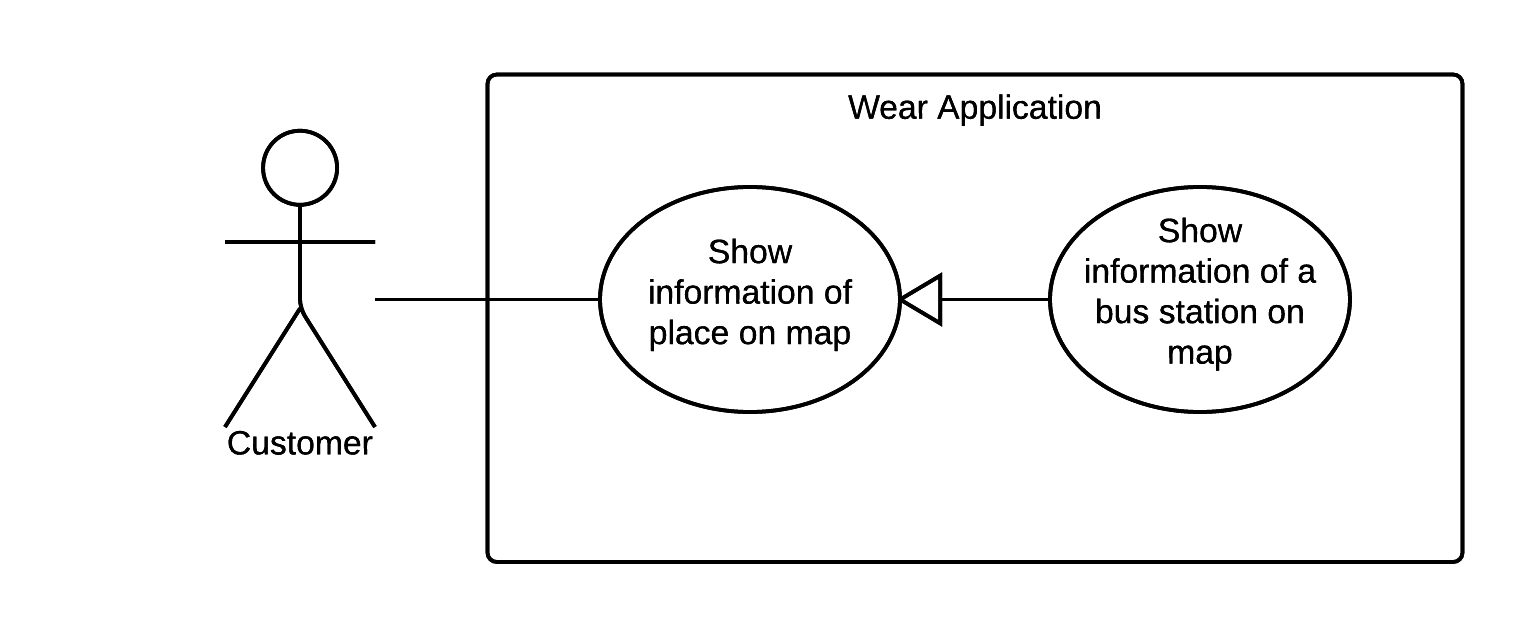 Wear Application
Show
information of
place on map
Show
information of a
bus station on
map
Customer